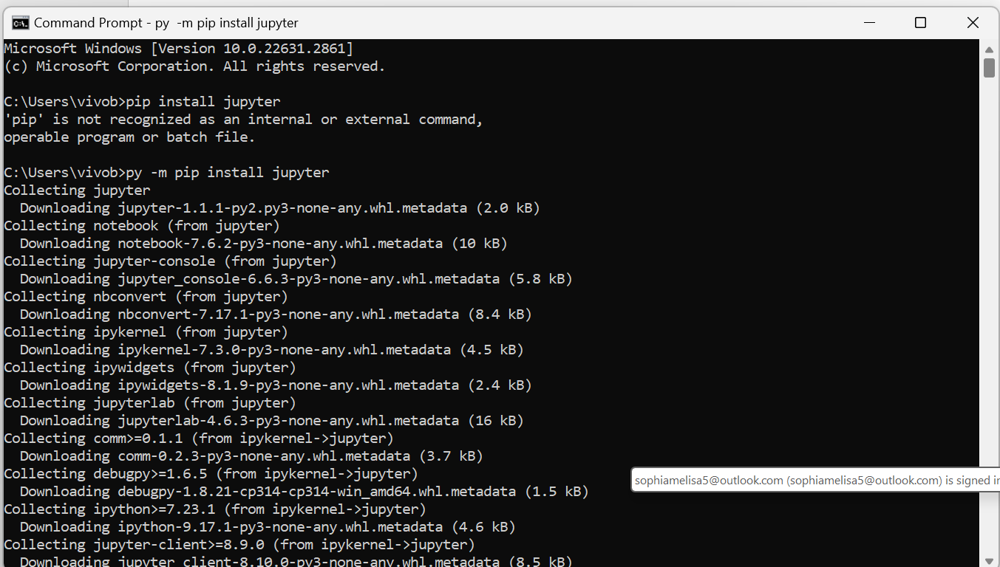 Command Prompt - py  -m pip install jupyter
Microsoft Windows [Version 10.0.22631.2861]
(c) Microsoft Corporation. All rights reserved.
C:\Users\vivob>pip install jupyter
'pip' is not recognized as an internal or external command,
operable program or batch file.
C:\Users\vivob>py -m pip install jupyter
Collecting jupyter
  Downloading jupyter-1.1.1-py2.py3-none-any.whl.metadata (2.0 kB)
Collecting notebook (from jupyter)
  Downloading notebook-7.6.2-py3-none-any.whl.metadata (10 kB)
Collecting jupyter-console (from jupyter)
  Downloading jupyter_console-6.6.3-py3-none-any.whl.metadata (5.8 kB)
Collecting nbconvert (from jupyter)
  Downloading nbconvert-7.17.1-py3-none-any.whl.metadata (8.4 kB)
Collecting ipykernel (from jupyter)
  Downloading ipykernel-7.3.0-py3-none-any.whl.metadata (4.5 kB)
Collecting ipywidgets (from jupyter)
  Downloading ipywidgets-8.1.9-py3-none-any.whl.metadata (2.4 kB)
Collecting jupyterlab (from jupyter)
  Downloading jupyterlab-4.6.3-py3-none-any.whl.metadata (16 kB)
Collecting comm>=0.1.1 (from ipykernel->jupyter)
  Downloading comm-0.2.3-py3-none-any.whl.metadata (3.7 kB)
Collecting debugpy>=1.6.5 (from ipykernel->jupyter)
sophiamelisa5@outlook.com (sophiamelisa5@outlook.com) is signed in
  Downloading debugpy-1.8.21-cp314-cp314-win_amd64.whl.metadata (1.5 kB)
Collecting ipython>=7.23.1 (from ipykernel->jupyter)
  Downloading ipython-9.17.1-py3-none-any.whl.metadata (4.6 kB)
Collecting jupyter-client>=8.9.0 (from ipykernel->jupyter)
  Downloading jupyter_client-8.10.0-py3-none-any.whl.metadata (8.5 kB)